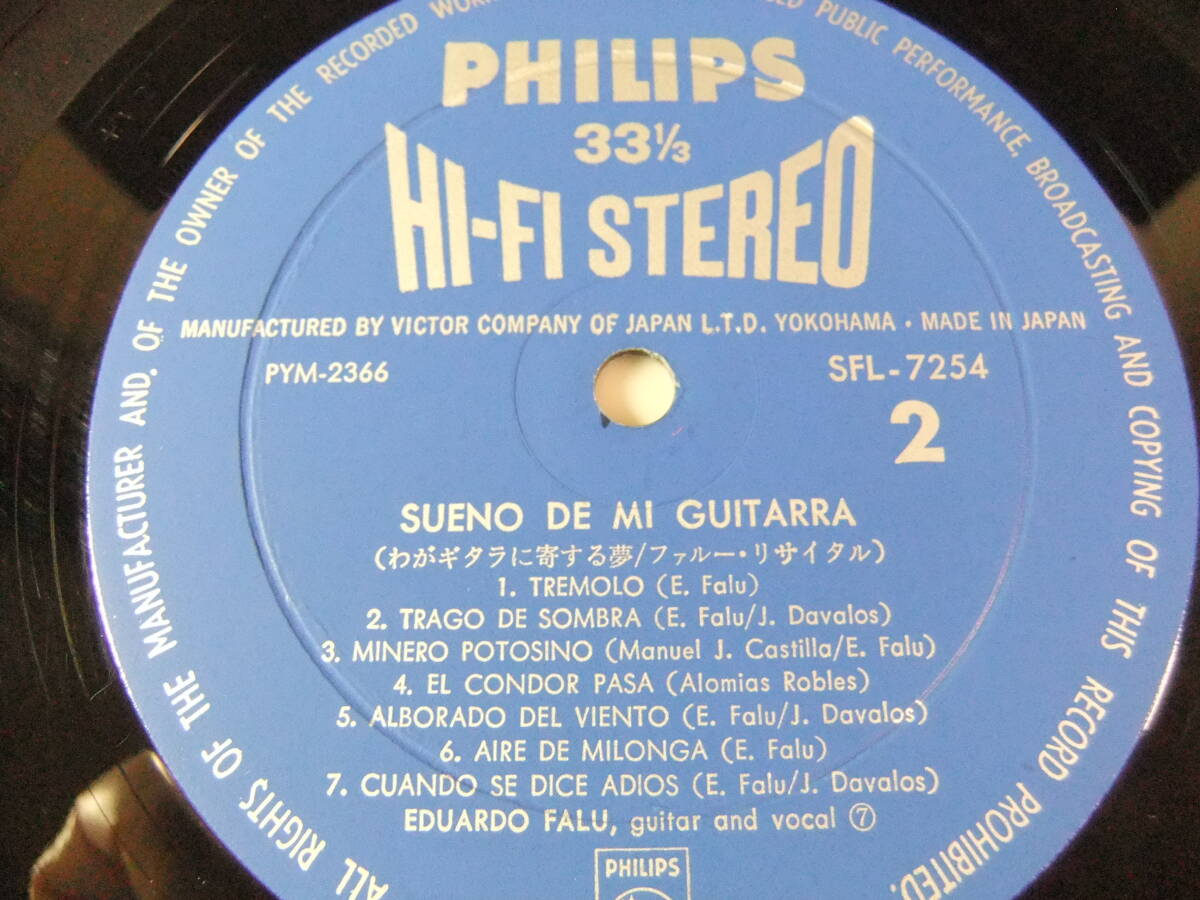 PHILIPS
33⅓
HI-FI STEREO
MANUFACTURED BY VICTOR COMPANY OF JAPAN L.T.D. YOKOHAMA · MADE IN JAPAN
PYM-2366
SFL-7254
2
SUENO DE MI GUITARRA
(わがギタラに寄する夢/ファルー・リサイタル)
1. TREMOLO (E. Falu)
2. TRAGO DE SOMBRA (E. Falu/J. Davalos)
3. MINERO POTOSINO (Manuel J. Castilla/E. Falu)
4. EL CONDOR PASA (Alomias Robles)
5. ALBORADO DEL VIENTO (E. Falu/J. Davalos)
6. AIRE DE MILONGA (E. Falu)
7. CUANDO SE DICE ADIOS (E. Falu/J. Davalos)
EDUARDO FALU, guitar and vocal ⑦
PHILIPS
ALL RIGHTS OF THE MANUFACTURER AND. OF THE OWNER OF THE RECORDED PUBLIC PERFORMANCE, BROADCASTING AND COPYING OF THIS RECORD PROHIBITED.